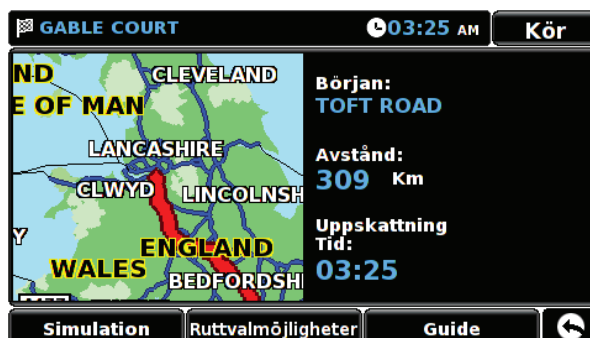 GABLE COURT
03:25 AM
Kör
ND
CLEVELAND
E OF MAN
LANCASHIRE
CLWYD
LINCOLNSH
Y
ENGLAND
WALES
BEDFORDSHI
Början:
TOFT ROAD
Avstånd:
309 Km
Uppskattning
Tid:
03:25
Simulation
Ruttvalmöjligheter
Guide